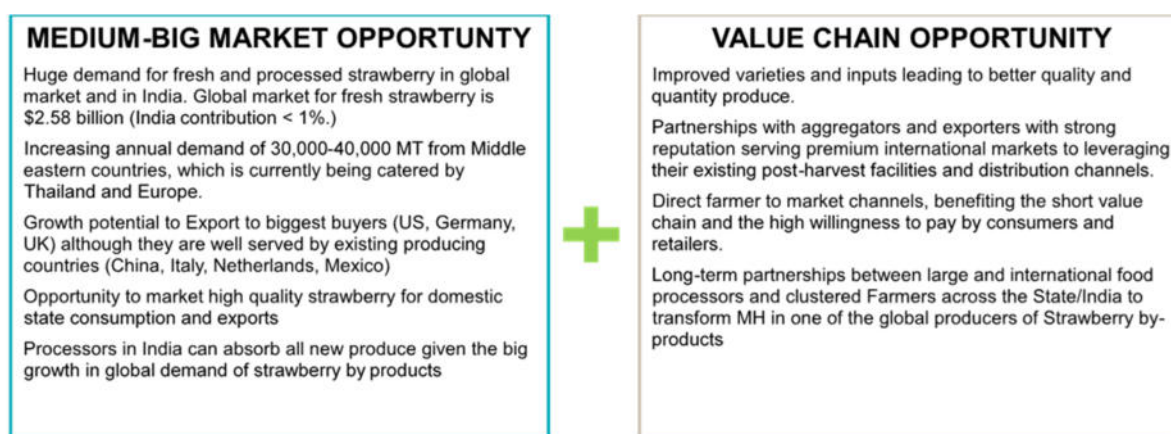 MEDIUM-BIG MARKET OPPORTUNTY
Huge demand for fresh and processed strawberry in global
market and in India. Global market for fresh strawberry is
$2.58 billion (India contribution < 1%.)
Increasing annual demand of 30,000-40,000 MT from Middle
eastern countries, which is currently being catered by
Thailand and Europe.
Growth potential to Export to biggest buyers (US, Germany,
UK) although they are well served by existing producing
countries (China, Italy, Netherlands, Mexico)
Opportunity to market high quality strawberry for domestic
state consumption and exports
Processors in India can absorb all new produce given the big
growth in global demand of strawberry by products
VALUE CHAIN OPPORTUNITY
Improved varieties and inputs leading to better quality and
quantity produce.
Partnerships with aggregators and exporters with strong
reputation serving premium international markets to leveraging
their existing post-harvest facilities and distribution channels.
Direct farmer to market channels, benefiting the short value
chain and the high willingness to pay by consumers and
retailers.
Long-term partnerships between large and international food
processors and clustered Farmers across the State/India to
transform MH in one of the global producers of Strawberry by-
products